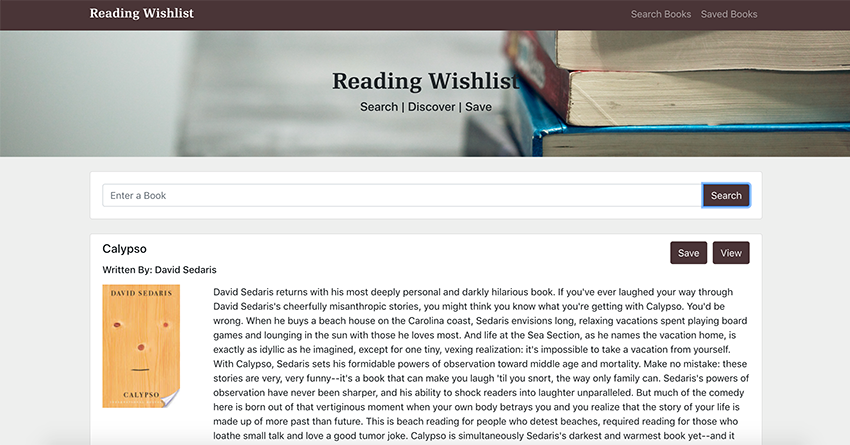 Reading Wishlist
Search Books Saved Books
Reading Wishlist
Search | Discover | Save
Enter a Book
Search
Calypso
Save
View
Written By: David Sedaris
DAVID SEDARIS
CALYPSO
David Sedaris returns with his most deeply personal and darkly hilarious book. If you've ever laughed your way through
David Sedaris's cheerfully misanthropic stories, you might think you know what you're getting with Calypso. You'd be
wrong. When he buys a beach house on the Carolina coast, Sedaris envisions long, relaxing vacations spent playing board
games and lounging in the sun with those he loves most. And life at the Sea Section, as he names the vacation home, is
exactly as idyllic as he imagined, except for one tiny, vexing realization: it's impossible to take a vacation from yourself.
With Calypso, Sedaris sets his formidable powers of observation toward middle age and mortality. Make no mistake: these
stories are very, very funny--it's a book that can make you laugh 'til you snort, the way only family can. Sedaris's powers of
observation have never been sharper, and his ability to shock readers into laughter unparalleled. But much of the comedy
here is born out of that vertiginous moment when your own body betrays you and you realize that the story of your life is
made up of more past than future. This is beach reading for people who detest beaches, required reading for those who
loathe small talk and love a good tumor joke. Calypso is simultaneously Sedaris's darkest and warmest book yet--and it